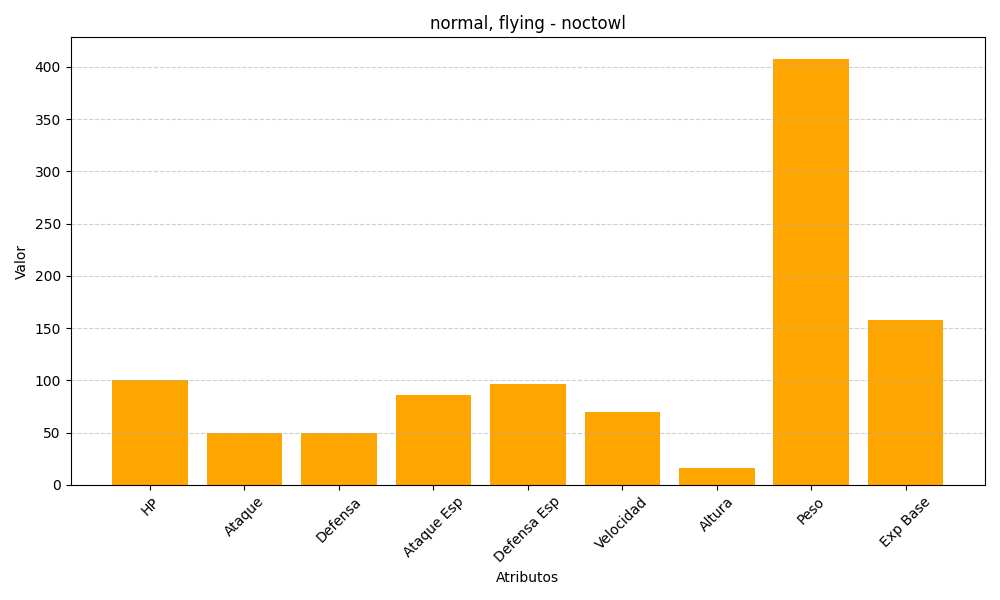 normal, flying - noctowl
Valor
400
350
300
250
200
150
100
50
0
HP
Ataque
Defensa
Ataque Esp
Defensa Esp
Velocidad
Altura
Peso
Exp Base
Atributos